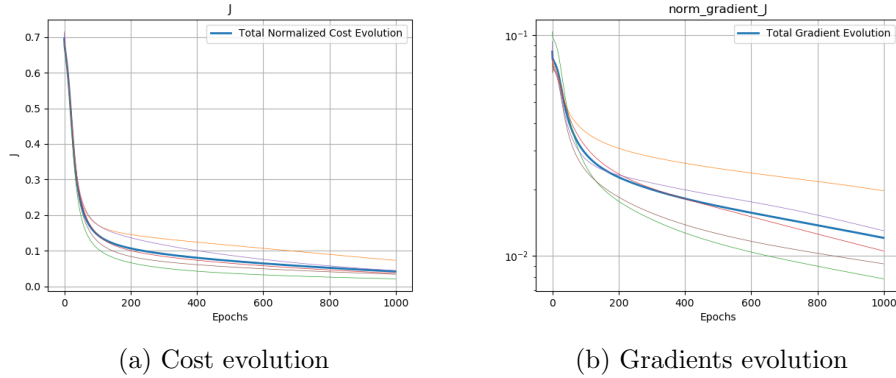 J
Total Normalized Cost Evolution
0.7
0.6
0.5
0.4
0.3
0.2
0.1
0.0
J
0 200 400 600 800 1000
Epochs
(a) Cost evolution
norm_gradient_J
Total Gradient Evolution
10⁻¹
10⁻²
0 200 400 600 800 1000
Epochs
(b) Gradients evolution